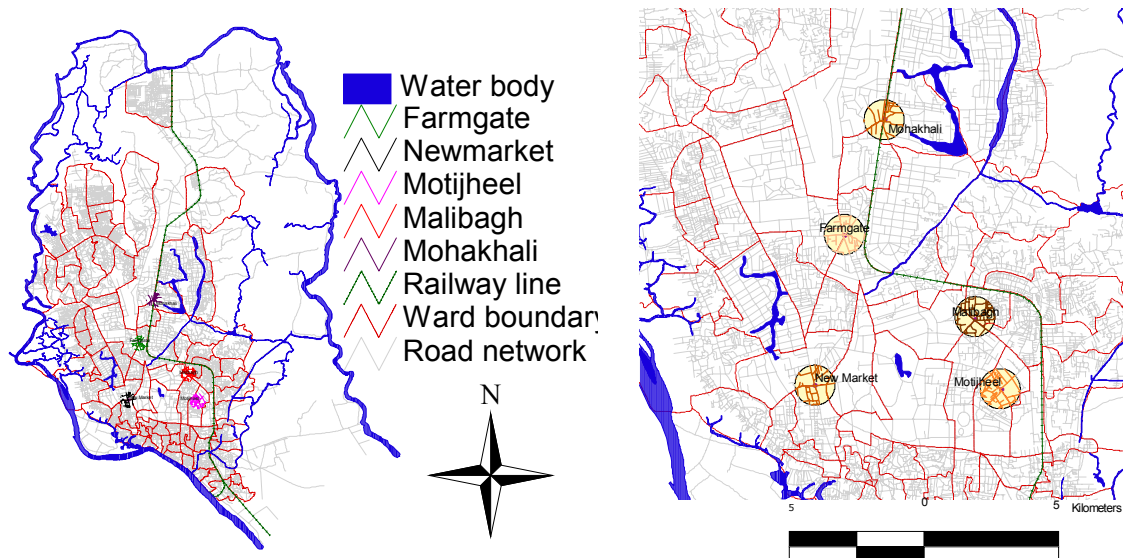 Water body
Farmgate
Newmarket
Motijheel
Malibagh
Mohakhali
Railway line
Ward boundary
Road network
N
Mohakhali
Farmgate
Malibagh
New Market
Motijheel
5 0 5 Kilometers